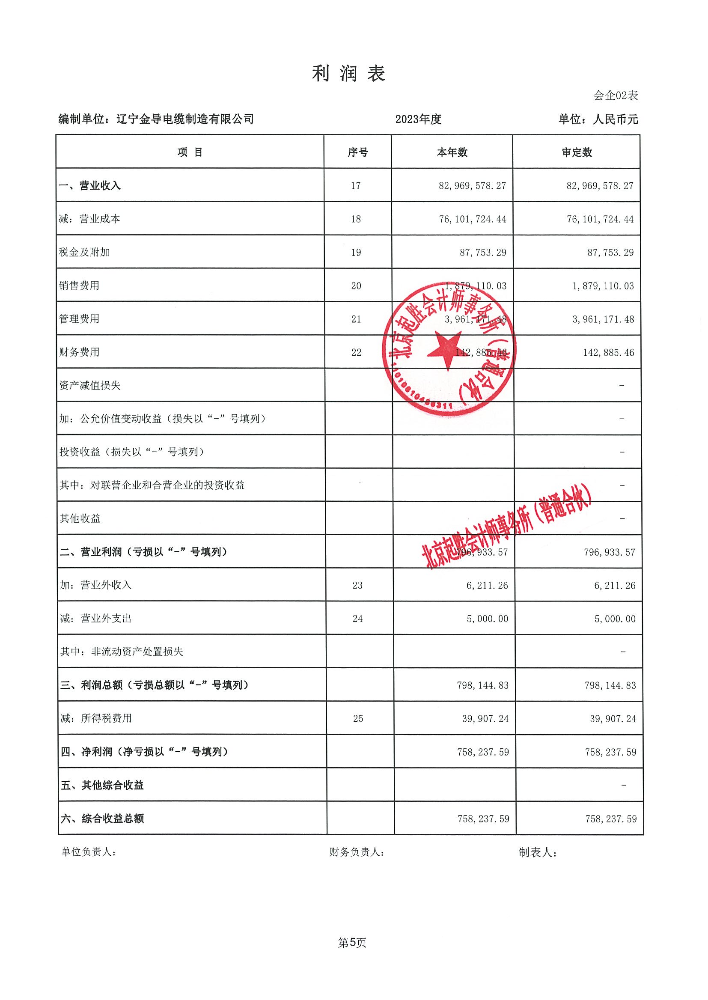 利 润 表
会企02表
编制单位：辽宁金导电缆制造有限公司 2023年度 单位：人民币元
项 目 序号 本年数 审定数
一、营业收入 17 82,969,578.27 82,969,578.27
减：营业成本 18 76,101,724.44 76,101,724.44
税金及附加 19 87,753.29 87,753.29
销售费用 20 1,879,110.03 1,879,110.03
管理费用 21 3,961,171.48 3,961,171.48
财务费用 22 142,885.46 142,885.46
资产减值损失 -
加：公允价值变动收益（损失以“-”号填列） -
投资收益（损失以“-”号填列） -
其中：对联营企业和合营企业的投资收益 -
其他收益 -
二、营业利润（亏损以“-”号填列） 796,933.57 796,933.57
加：营业外收入 23 6,211.26 6,211.26
减：营业外支出 24 5,000.00 5,000.00
其中：非流动资产处置损失 -
三、利润总额（亏损总额以“-”号填列） 798,144.83 798,144.83
减：所得税费用 25 39,907.24 39,907.24
四、净利润（净亏损以“-”号填列） 758,237.59 758,237.59
五、其他综合收益 -
六、综合收益总额 758,237.59 758,237.59
单位负责人： 财务负责人： 制表人：
北京起胜会计师事务所（普通合伙）
北京起胜会计师事务所（普通合伙）
第5页